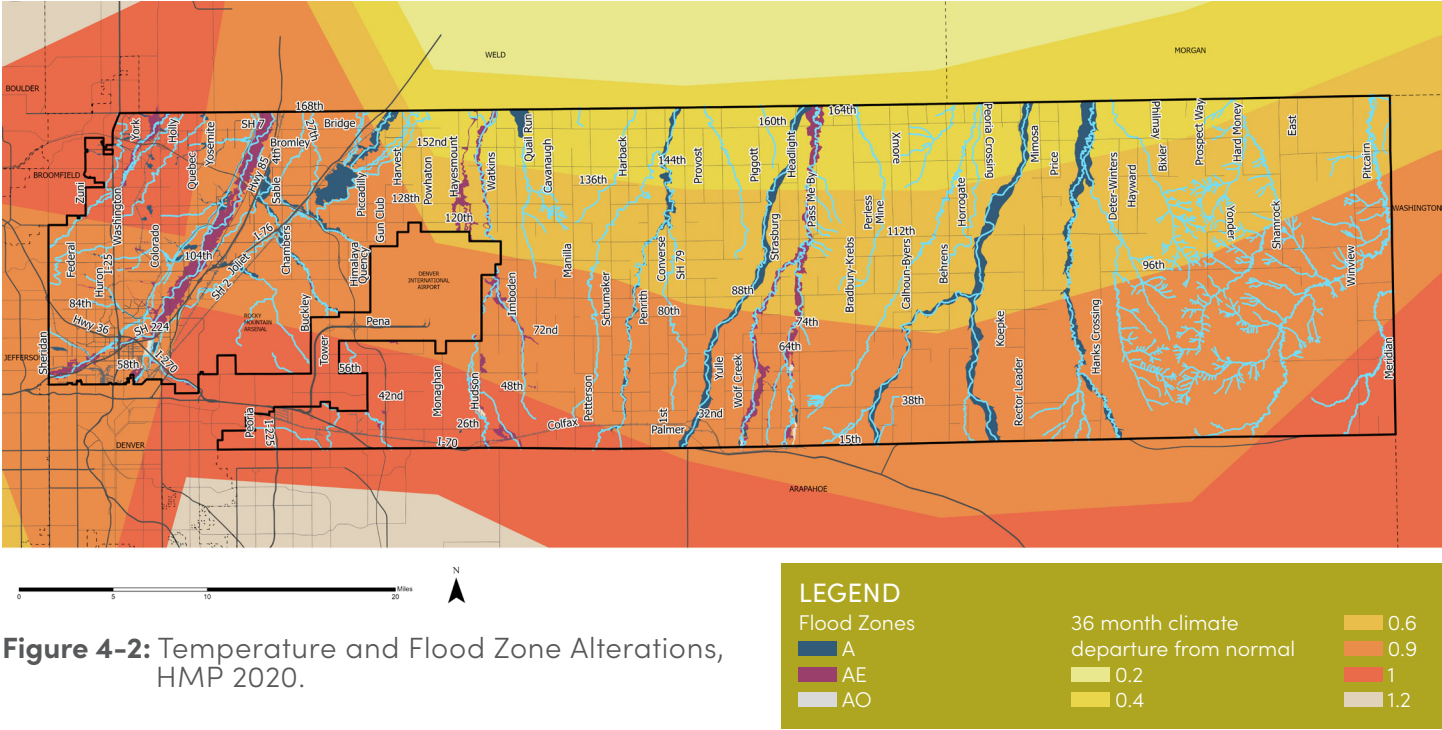 WELD
MORGAN
BOULDER
BROOMFIELD
JEFFERSO
DENVER
ARAPAHOE
WASHINGTON
DENVER
INTERNATIONAL
AIRPORT
ROCKY
MOUNTAIN
ARSENAL
168th
164th
160th
152nd
144th
136th
128th
120th
112th
104th
96th
88th
84th
80th
74th
72nd
64th
58th
56th
48th
42nd
38th
32nd
26th
15th
York
Holly
Yosemite
Quebec
SH 7
27th
Bridge
Bromley
4th
Sable
Hwy 85
Zuni
Washington
Federal
Huron
I-25
Colorado
I-76
SH 2
Joliet
Chambers
Piccadilly
Harvest
Gun Club
Powhaton
Hayesmount
Watkins
Quail Run
Cavanaugh
Himalaya
Quency
Buckley
Tower
Pena
Hwy 36
SH 224
I-270
Sheridan
Peoria
I-225
Monaghan
Hudson
Imboden
I-70
Colfax
Manilla
Schumaker
Harback
Petterson
Penrith
Converse
SH 79
Provost
Piggott
Headlight
Strasburg
Pass Me By
Yulle
Wolf Creek
1st
Palmer
Xmore
Perless
Mine
Bradbury-Krebs
Calhoun-Byers
Behrens
Horrogate
Peoria Crossing
Mimosa
Price
Koepke
Rector Leader
Hanks Crossing
Deter-Winters
Hayward
Philmay
Bixler
Prospect Way
Hard Money
Yonder
Shamrock
East
Pitcairn
Winview
Meridian
0 5 10 20 Miles
N
Figure 4-2: Temperature and Flood Zone Alterations,
HMP 2020.
LEGEND
Flood Zones
A
AE
AO
36 month climate
departure from normal
0.2
0.4
0.6
0.9
1
1.2